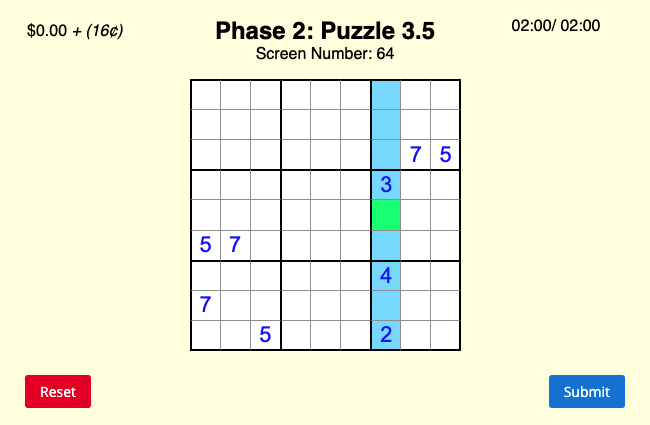 $0.00 + (16¢)
Phase 2: Puzzle 3.5
02:00/ 02:00
Screen Number: 64
7 5
3
5 7
4
7
5 2
Reset
Submit